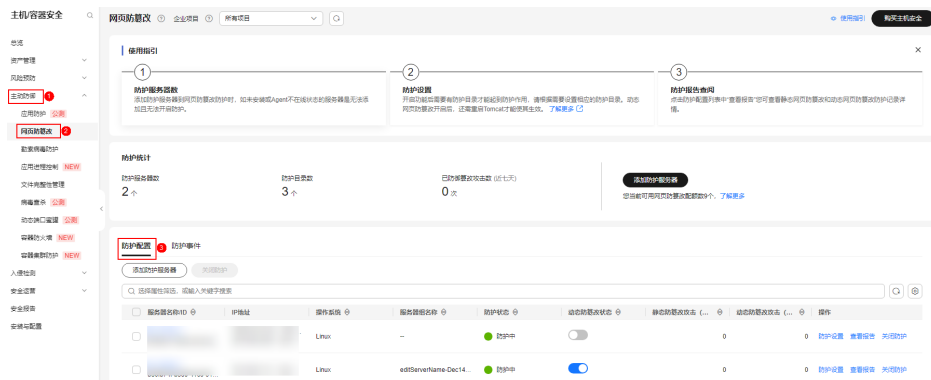 主机/容器安全
总览
资产管理
风险预防
主动防御 1
应用防护 公测
网页防篡改 2
勒索病毒防护
应用进程控制 NEW
文件完整性管理
病毒查杀 公测
动态端口蜜罐 公测
容器防火墙 NEW
容器集群防护 NEW
入侵检测
安全运营
安全报告
安装与配置
网页防篡改 企业项目 所有项目
使用指引 购买主机安全
使用指引
1
防护服务器数
添加防护服务器到网页防篡改防护时，如未安装或Agent不在线状态的服务器是无法添
加且无法开启防护。
2
防护设置
开启功能后需要有防护目录才能起到防护作用，请根据需要设置相应的防护目录。动态
网页防篡改开启后，还需重启Tomcat才能使其生效。 了解更多
3
防护报告查阅
点击防护配置列表中“查看报告”您可查看静态网页防篡改和动态网页防篡改防护记录详
情。
防护统计
防护服务器数
2 个
防护目录数
3 个
已防御篡改攻击数 (近七天)
0 次
添加防护服务器
您当前可用网页防篡改配额数9个，了解更多
防护配置 3 防护事件
添加防护服务器 关闭防护
选择属性筛选，或输入关键字搜索
服务器名称/ID IP地址 操作系统 服务器组名称 防护状态 动态防篡改状态 静态防篡改攻击 (... 动态防篡改攻击 (... 操作
Linux -- 防护中 0 0 防护设置 查看报告 关闭防护
Linux editServerName-Dec14... 防护中 0 0 防护设置 查看报告 关闭防护